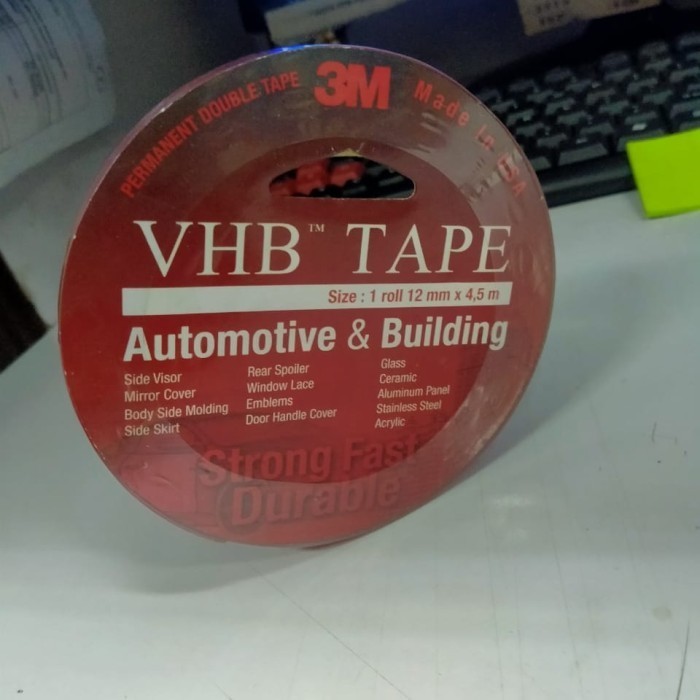 PERMANENT DOUBLE TAPE 3M Made in USA
VHB™ TAPE
Size : 1 roll 12 mm x 4,5 m
Automotive & Building
Side Visor
Mirror Cover
Body Side Molding
Side Skirt
Rear Spoiler
Window Lace
Emblems
Door Handle Cover
Glass
Ceramic
Aluminum Panel
Stainless Steel
Acrylic
Strong Fast
Durable